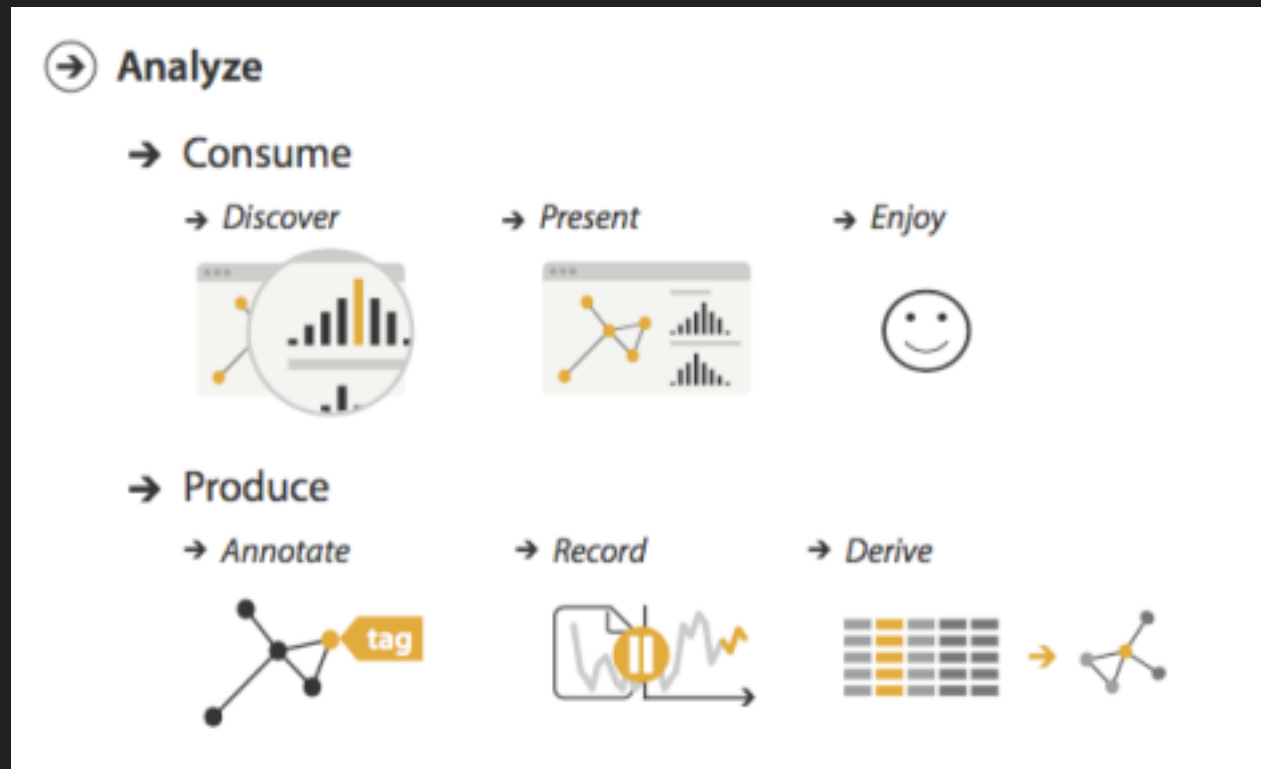 Analyze
Consume
Discover
Present
Enjoy
Produce
Annotate
Record
Derive
tag